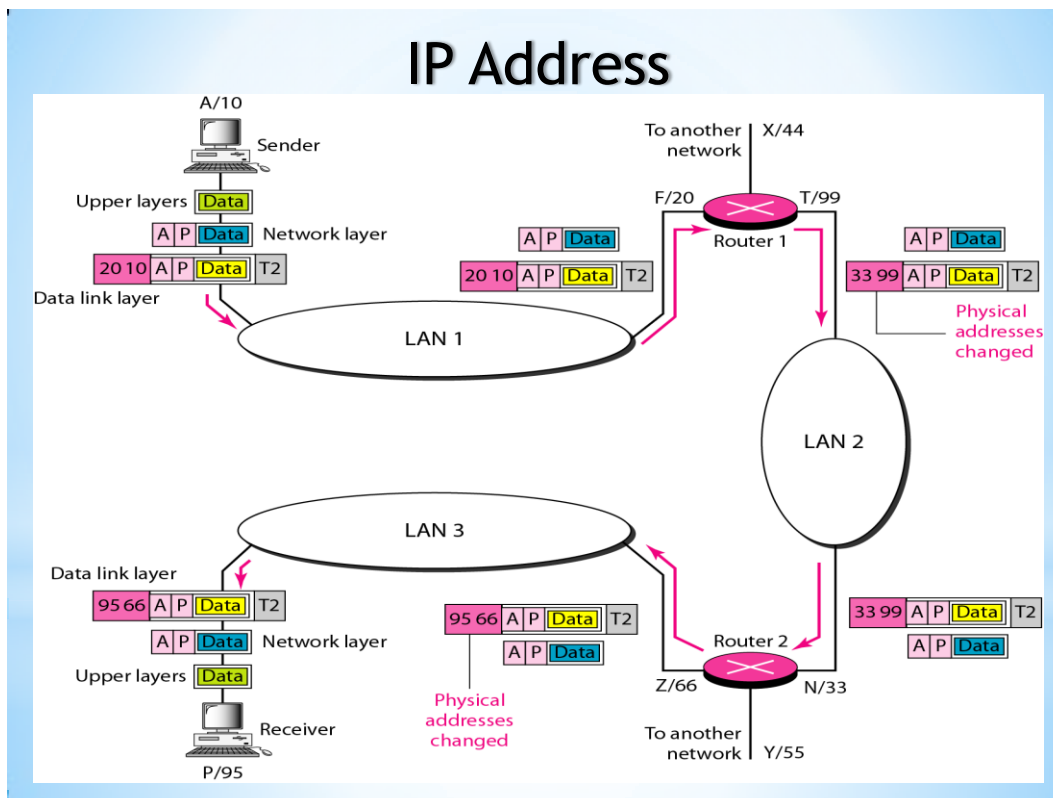 IP Address
A/10
Sender
Upper layers Data
A P Data Network layer
20 10 A P Data T2
Data link layer
LAN 1
A P Data
20 10 A P Data T2
To another
network
X/44
F/20
T/99
Router 1
A P Data
33 99 A P Data T2
Physical
addresses
changed
LAN 2
33 99 A P Data T2
A P Data
Router 2
Z/66
N/33
To another
network
Y/55
LAN 3
95 66 A P Data T2
A P Data
Physical
addresses
changed
Data link layer
95 66 A P Data T2
A P Data Network layer
Upper layers Data
Receiver
P/95